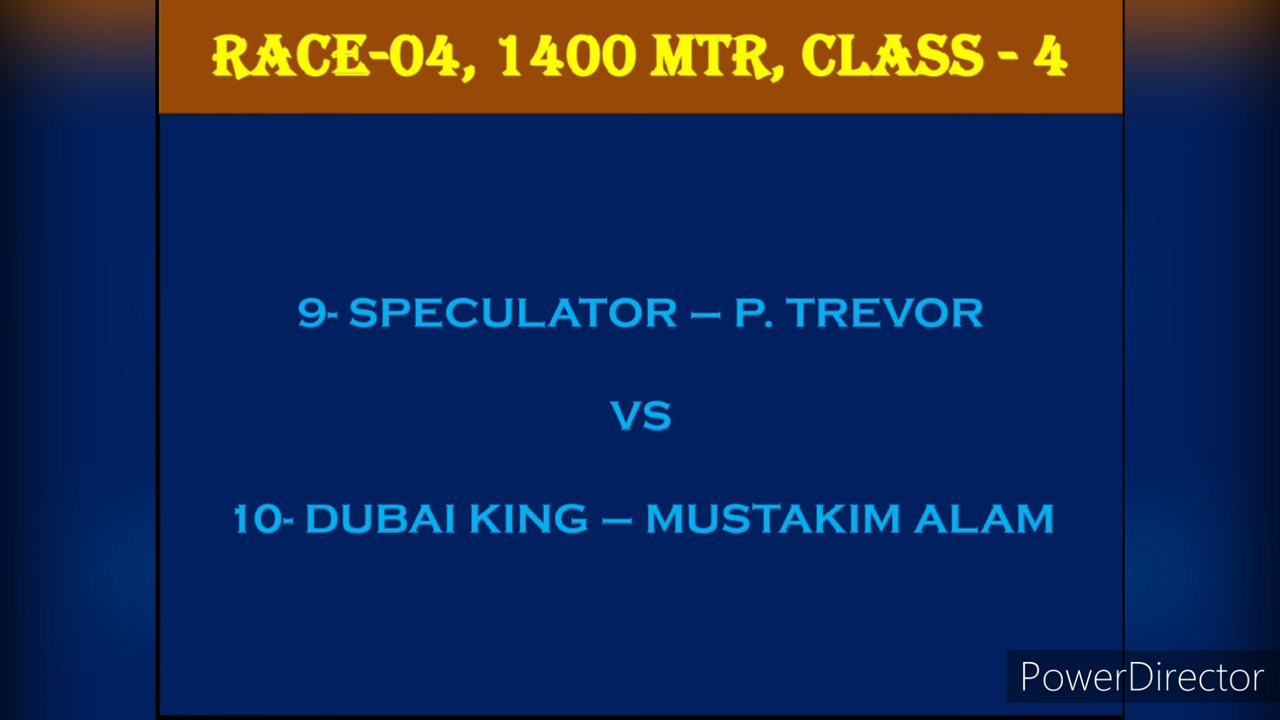 RACE-04, 1400 MTR, CLASS - 4
9- SPECULATOR – P. TREVOR
VS
10- DUBAI KING – MUSTAKIM ALAM
PowerDirector